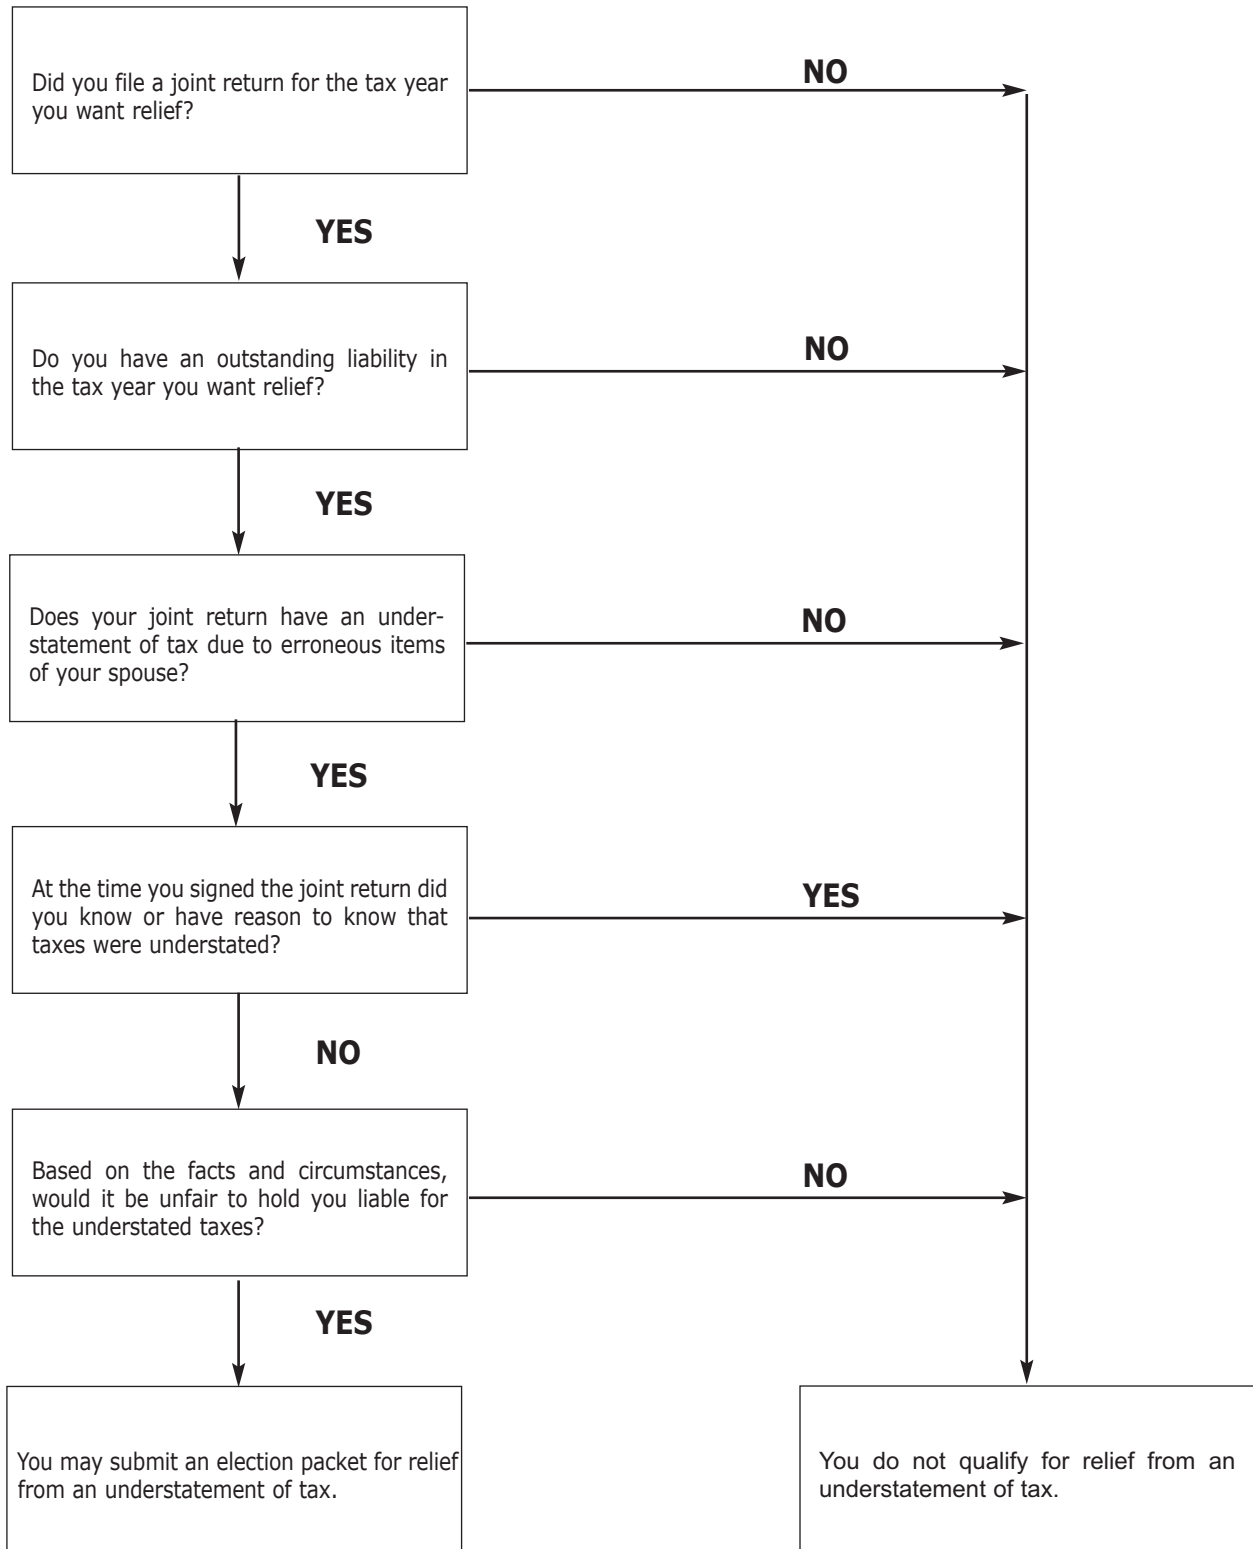 Did you file a joint return for the tax year
you want relief?
NO
YES
Do you have an outstanding liability in
the tax year you want relief?
NO
YES
Does your joint return have an under-
statement of tax due to erroneous items
of your spouse?
NO
YES
At the time you signed the joint return did
you know or have reason to know that
taxes were understated?
YES
NO
Based on the facts and circumstances,
would it be unfair to hold you liable for
the understated taxes?
NO
YES
You may submit an election packet for relief
from an understatement of tax.
You do not qualify for relief from an
understatement of tax.